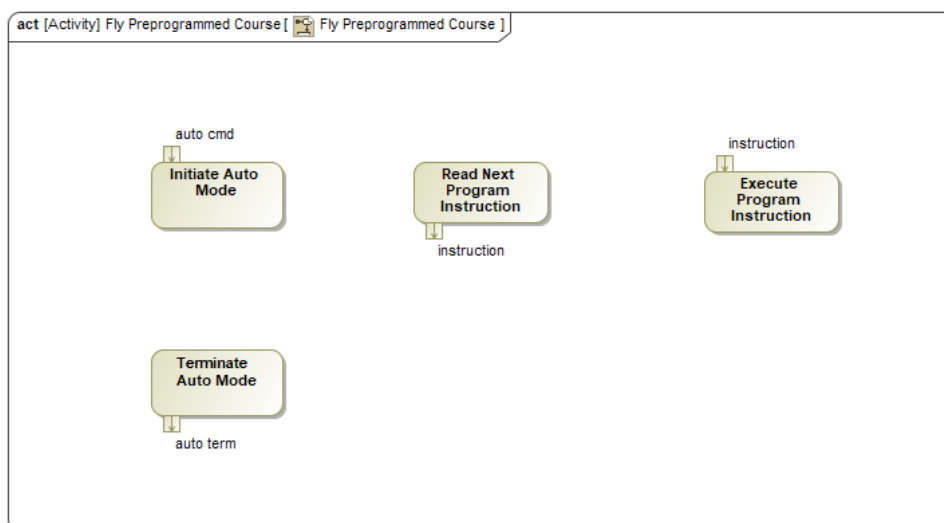 act [Activity] Fly Preprogrammed Course [ Fly Preprogrammed Course ]
auto cmd
Initiate Auto
Mode
Read Next
Program
Instruction
instruction
instruction
Execute
Program
Instruction
Terminate
Auto Mode
auto term